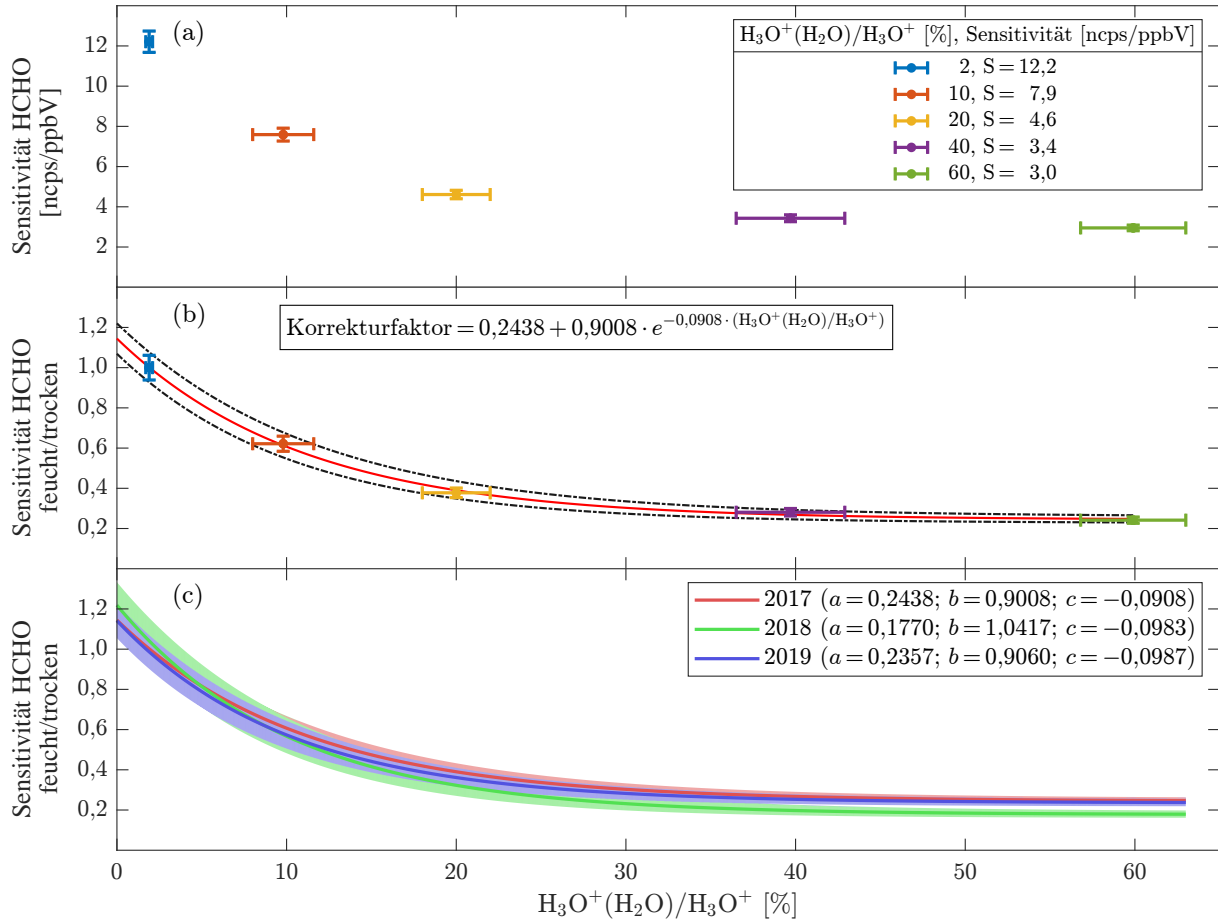 (a)
H₃O⁺(H₂O)/H₃O⁺ [%], Sensitivität [ncps/ppbV]
2, S = 12,2
10, S = 7,9
20, S = 4,6
40, S = 3,4
60, S = 3,0
Sensitivität HCHO
[ncps/ppbV]
12
10
8
6
4
2
(b)
Korrekturfaktor = 0,2438 + 0,9008 · e^{−0,0908 · (H₃O⁺(H₂O)/H₃O⁺)}
Sensitivität HCHO
feucht/trocken
1,2
1,0
0,8
0,6
0,4
0,2
(c)
2017 (a = 0,2438; b = 0,9008; c = −0,0908)
2018 (a = 0,1770; b = 1,0417; c = −0,0983)
2019 (a = 0,2357; b = 0,9060; c = −0,0987)
Sensitivität HCHO
feucht/trocken
1,2
1,0
0,8
0,6
0,4
0,2
0 10 20 30 40 50 60
H₃O⁺(H₂O)/H₃O⁺ [%]